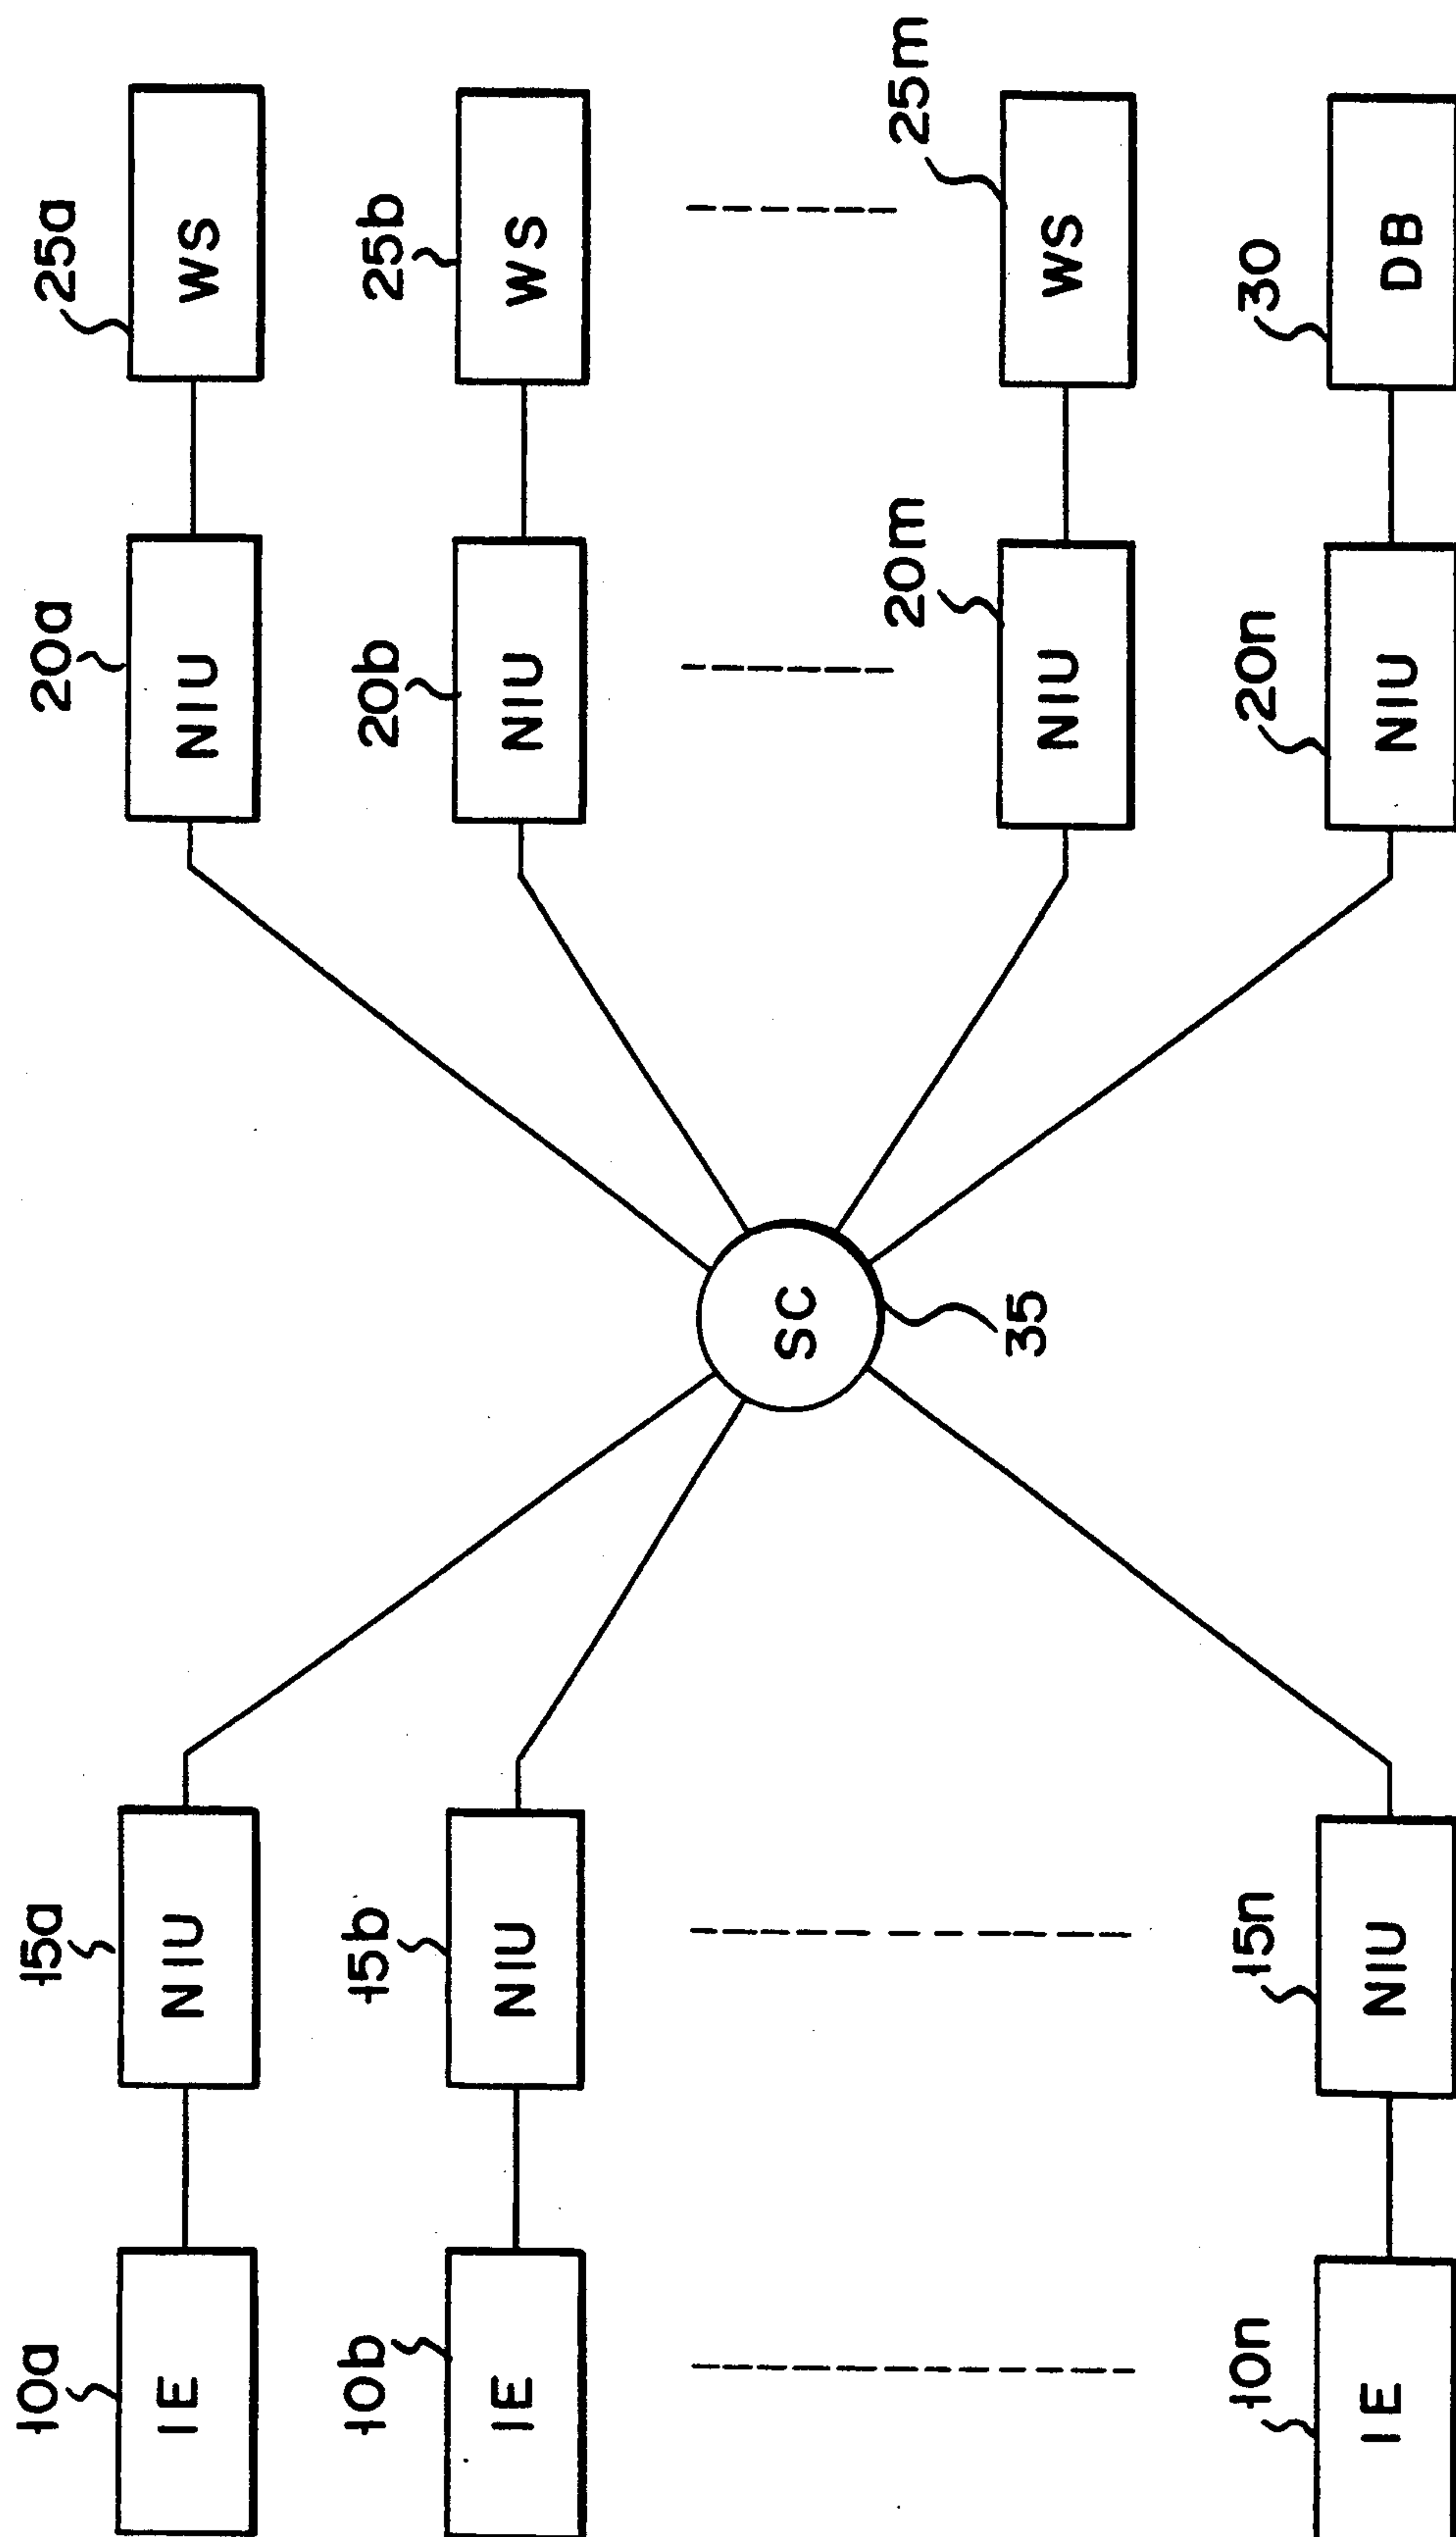 10a
15a
20a
25a
IE
NIU
NIU
WS
10b
15b
20b
25b
IE
NIU
NIU
WS
SC
35
20m
25m
NIU
WS
10n
15n
20n
30
IE
NIU
NIU
DB